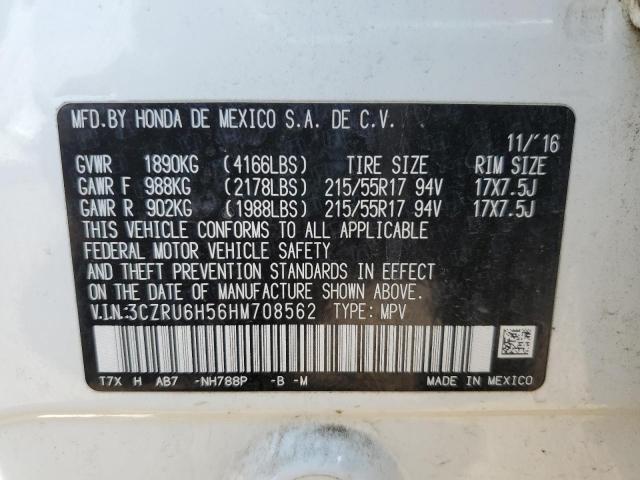 MFD.BY HONDA DE MEXICO S.A. DE C.V.
11/'16
GVWR 1890KG (4166LBS) TIRE SIZE RIM SIZE
GAWR F 988KG (2178LBS) 215/55R17 94V 17X7.5J
GAWR R 902KG (1988LBS) 215/55R17 94V 17X7.5J
THIS VEHICLE CONFORMS TO ALL APPLICABLE
FEDERAL MOTOR VEHICLE SAFETY
AND THEFT PREVENTION STANDARDS IN EFFECT
ON THE DATE OF MANUFACTURE SHOWN ABOVE.
V.I.N.:3CZRU6H56HM708562 TYPE: MPV
T7X H AB7 -NH788P -B -M MADE IN MEXICO